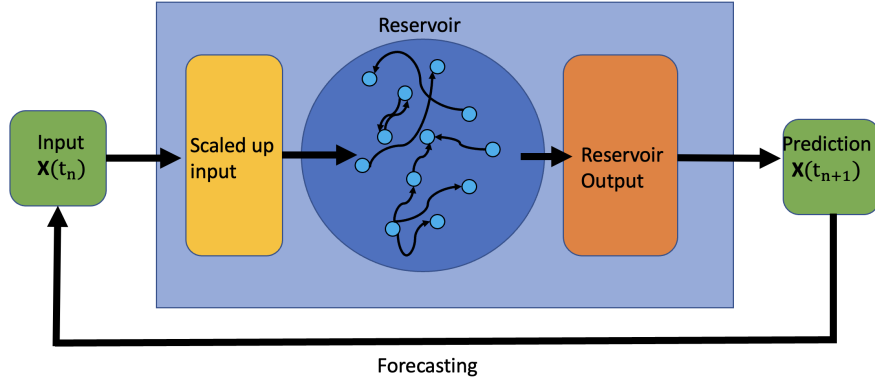 Reservoir
Input
X(tₙ)
Scaled up
input
Reservoir
Output
Prediction
X(tₙ₊₁)
Forecasting